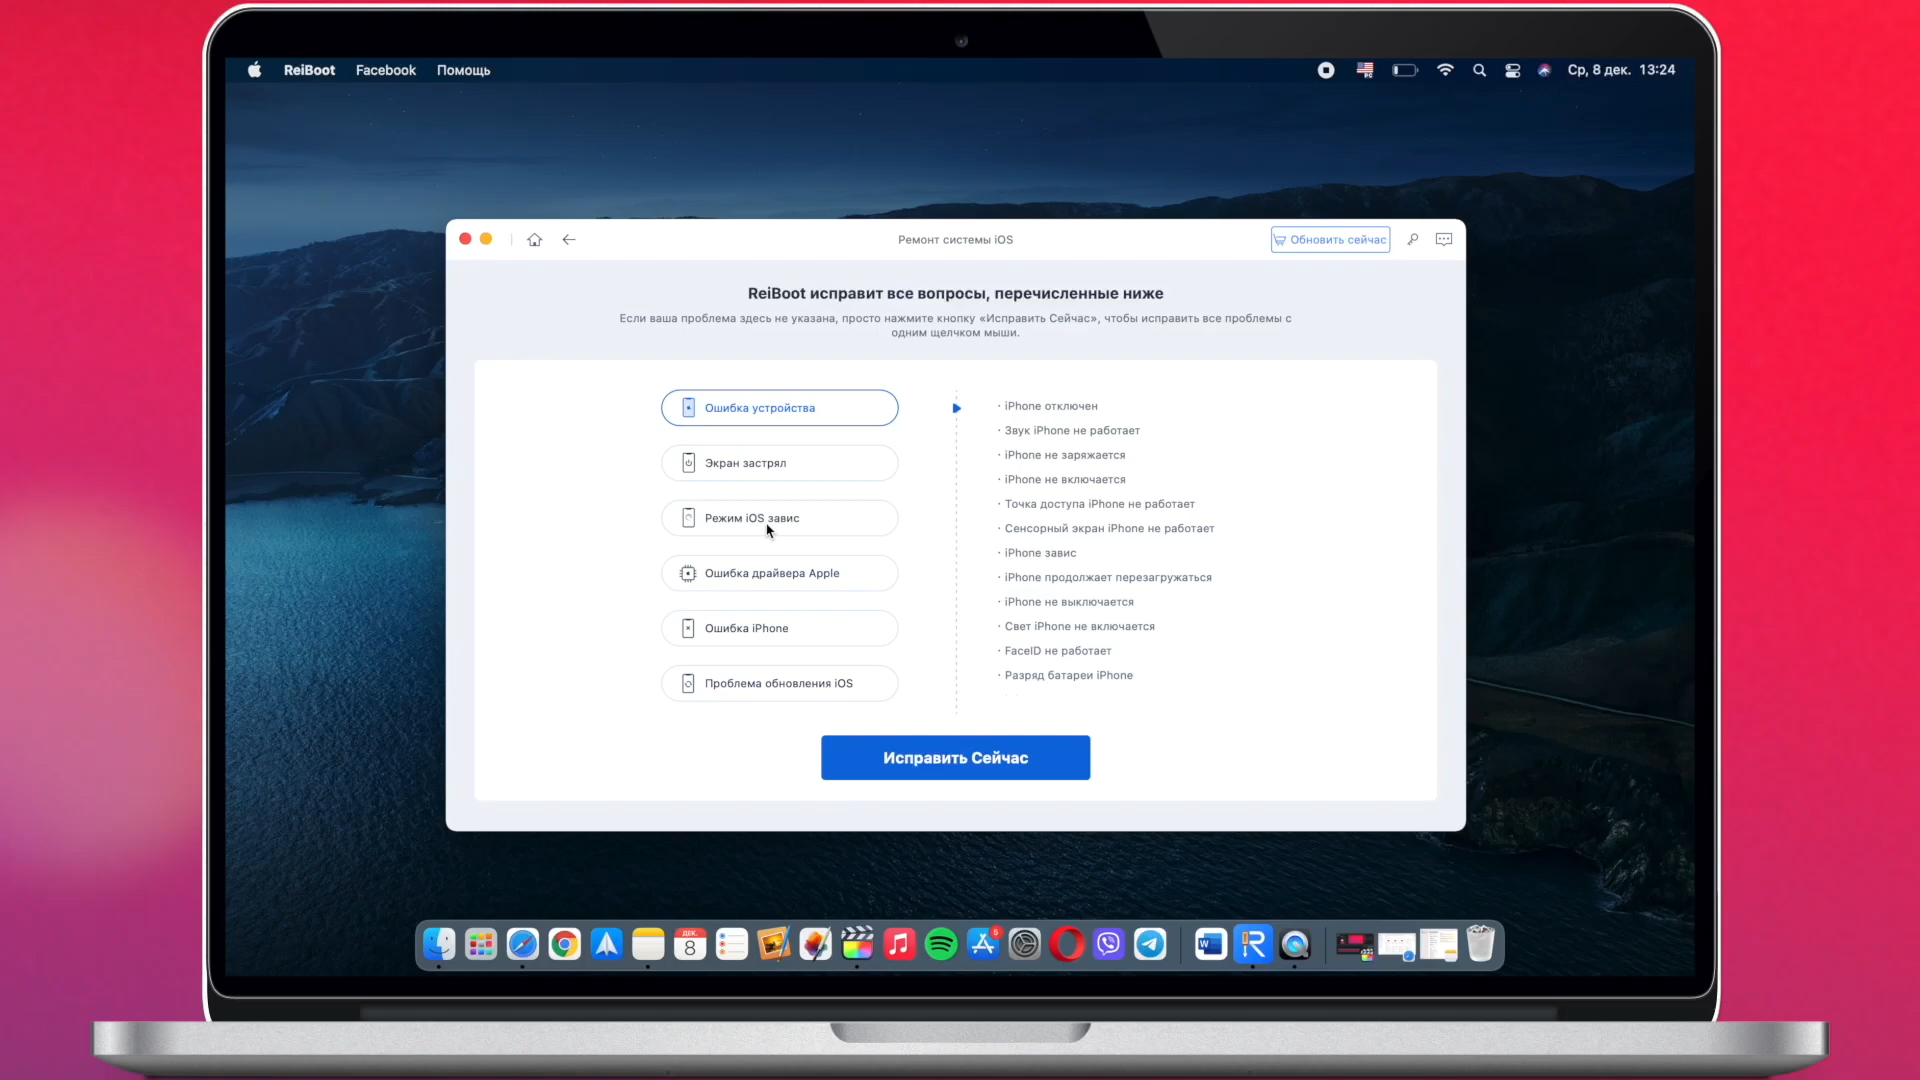 ReiBoot Facebook Помощь
Ср, 8 дек. 13:24
Ремонт системы iOS
Обновить сейчас
ReiBoot исправит все вопросы, перечисленные ниже
Если ваша проблема здесь не указана, просто нажмите кнопку «Исправить Сейчас», чтобы исправить все проблемы с
одним щелчком мыши.
Ошибка устройства
Экран застрял
Режим iOS завис
Ошибка драйвера Apple
Ошибка iPhone
Проблема обновления iOS
· iPhone отключен
· Звук iPhone не работает
· iPhone не заряжается
· iPhone не включается
· Точка доступа iPhone не работает
· Сенсорный экран iPhone не работает
· iPhone завис
· iPhone продолжает перезагружаться
· iPhone не выключается
· Свет iPhone не включается
· FaceID не работает
· Разряд батареи iPhone
Исправить Сейчас
ДЕК.
8
5
W
R